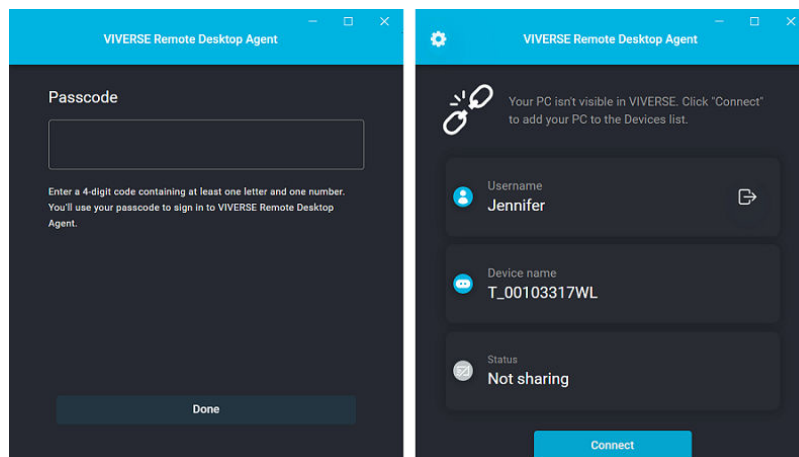 VIVERSE Remote Desktop Agent
Passcode
Enter a 4-digit code containing at least one letter and one number.
You'll use your passcode to sign in to VIVERSE Remote Desktop
Agent.
Done
VIVERSE Remote Desktop Agent
Your PC isn't visible in VIVERSE. Click "Connect"
to add your PC to the Devices list.
Username
Jennifer
Device name
T_00103317WL
Status
Not sharing
Connect